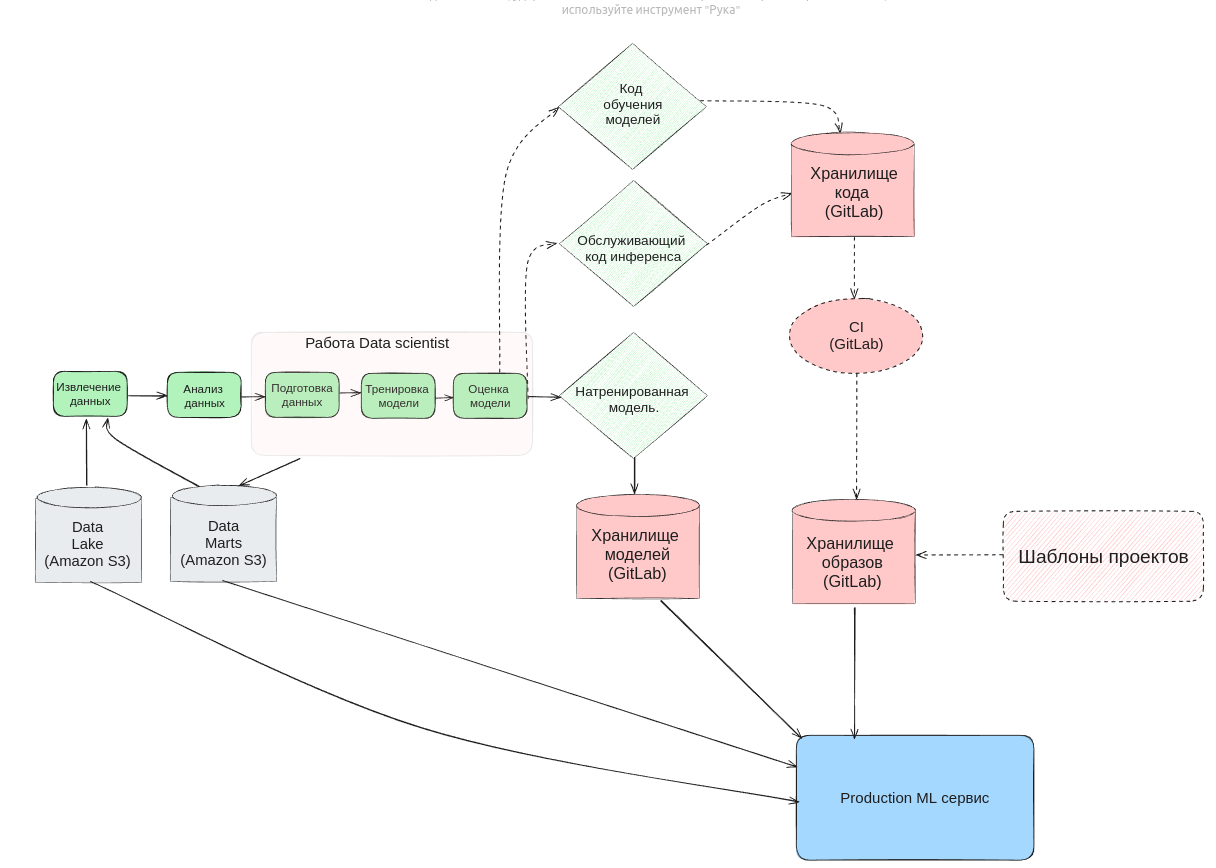 используйте инструмент "Рука"
Код
обучения
моделей
Хранилище
кода
(GitLab)
Обслуживающий
код инференса
CI
(GitLab)
Работа Data scientist
Извлечение
данных
Анализ
данных
Подготовка
данных
Тренировка
модели
Оценка
модели
Натренированная
модель.
Data
Lake
(Amazon S3)
Data
Marts
(Amazon S3)
Хранилище
моделей
(GitLab)
Хранилище
образов
(GitLab)
Шаблоны проектов
Production ML сервис